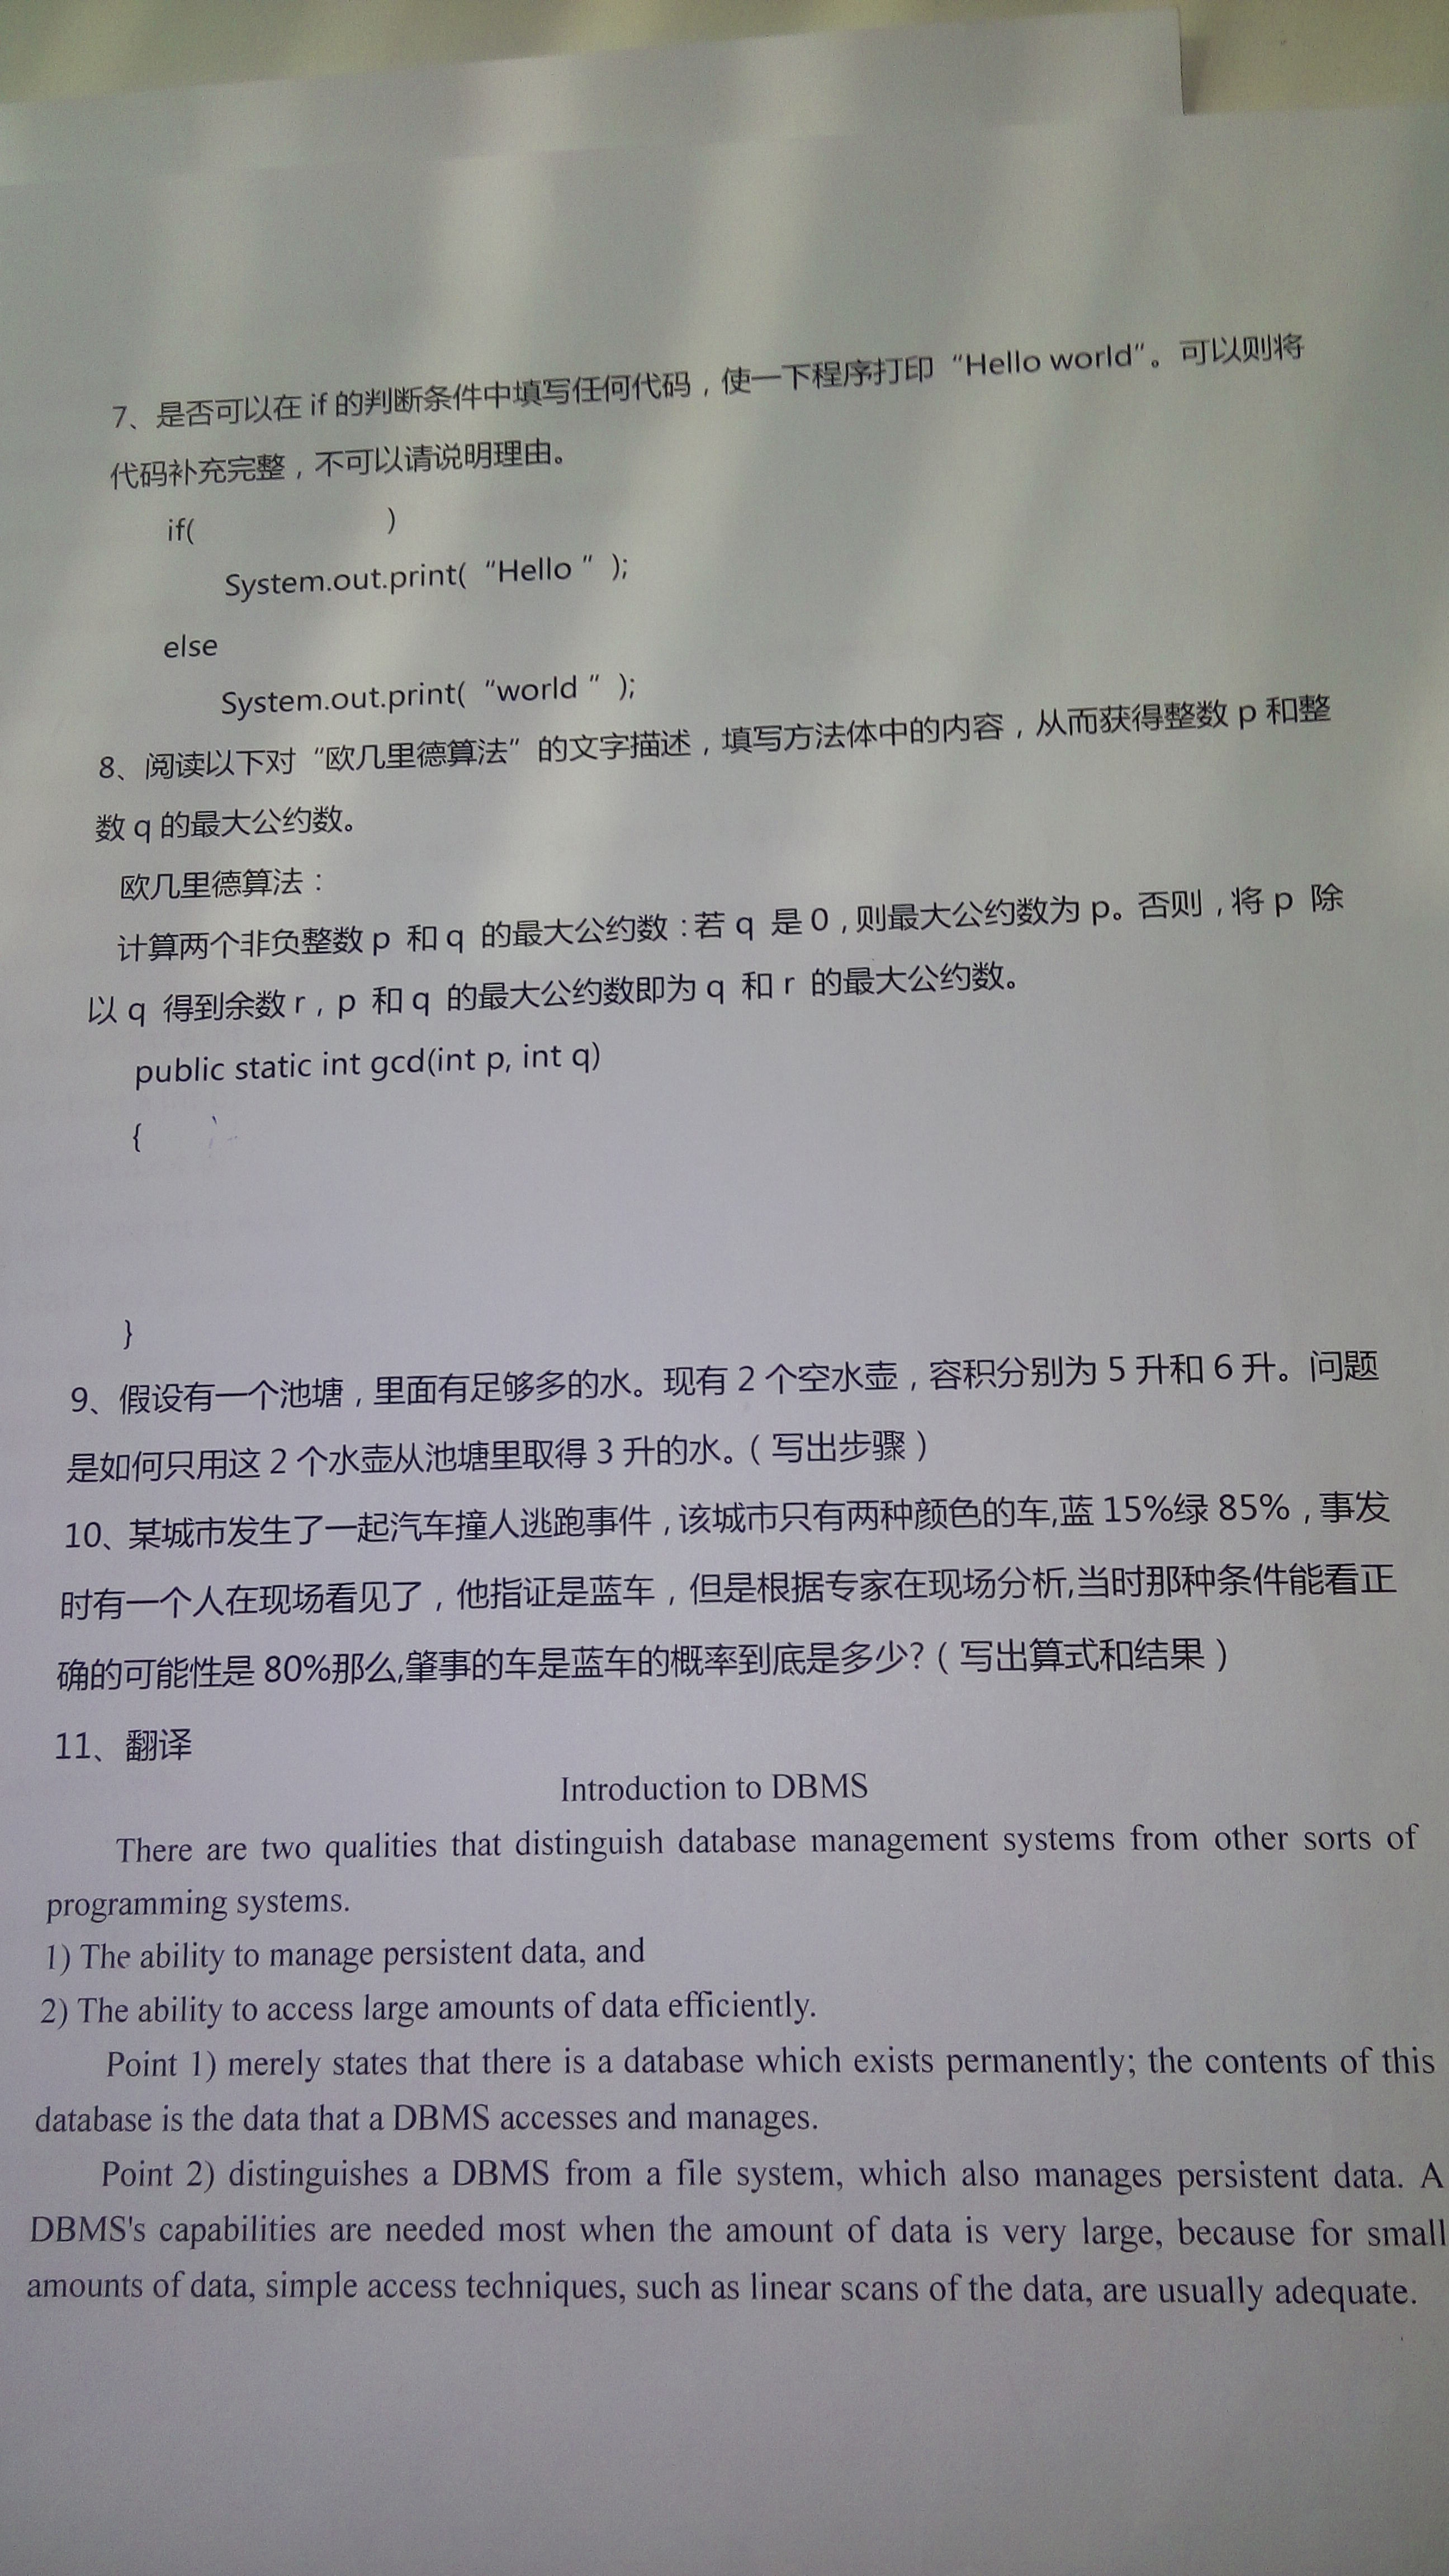 7、是否可以在 if 的判断条件中填写任何代码，使一下程序打印“Hello world”。可以则将
代码补充完整，不可以请说明理由。
if( )
System.out.print( “Hello ” );
else
System.out.print( “world ” );
8、阅读以下对“欧几里德算法”的文字描述，填写方法体中的内容，从而获得整数 p 和整
数 q 的最大公约数。
欧几里德算法：
计算两个非负整数 p 和 q 的最大公约数：若 q 是 0，则最大公约数为 p。否则，将 p 除
以 q 得到余数 r，p 和 q 的最大公约数即为 q 和 r 的最大公约数。
public static int gcd(int p, int q)
{
}
9、假设有一个池塘，里面有足够多的水。现有 2 个空水壶，容积分别为 5 升和 6 升。问题
是如何只用这 2 个水壶从池塘里取得 3 升的水。（写出步骤）
10、某城市发生了一起汽车撞人逃跑事件，该城市只有两种颜色的车,蓝 15%绿 85%，事发
时有一个人在现场看见了，他指证是蓝车，但是根据专家在现场分析,当时那种条件能看正
确的可能性是 80%那么,肇事的车是蓝车的概率到底是多少?（写出算式和结果）
11、翻译
Introduction to DBMS
There are two qualities that distinguish database management systems from other sorts of
programming systems.
1) The ability to manage persistent data, and
2) The ability to access large amounts of data efficiently.
Point 1) merely states that there is a database which exists permanently; the contents of this
database is the data that a DBMS accesses and manages.
Point 2) distinguishes a DBMS from a file system, which also manages persistent data. A
DBMS's capabilities are needed most when the amount of data is very large, because for small
amounts of data, simple access techniques, such as linear scans of the data, are usually adequate.